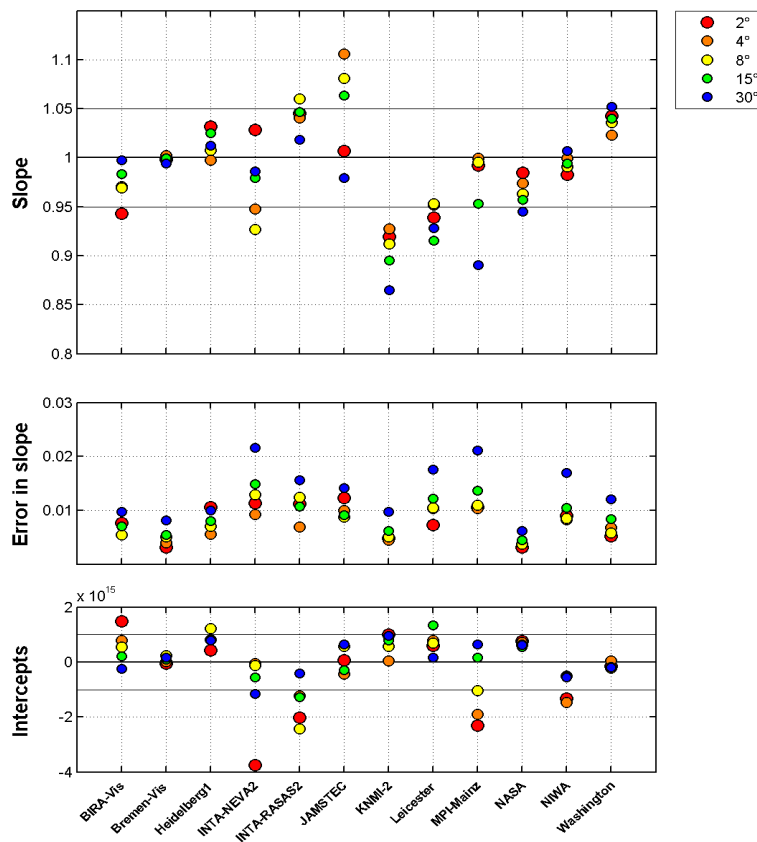 2°
4°
8°
15°
30°
Slope
1.1
1.05
1
0.95
0.9
0.85
0.8
Error in slope
0.03
0.02
0.01
x 10^15
Intercepts
2
0
-2
-4
BIRA-Vis
Bremen-Vis
Heidelberg1
INTA-NEVA2
INTA-RASAS2
JAMSTEC
KNMI-2
Leicester
MPI-Mainz
NASA
NIWA
Washington